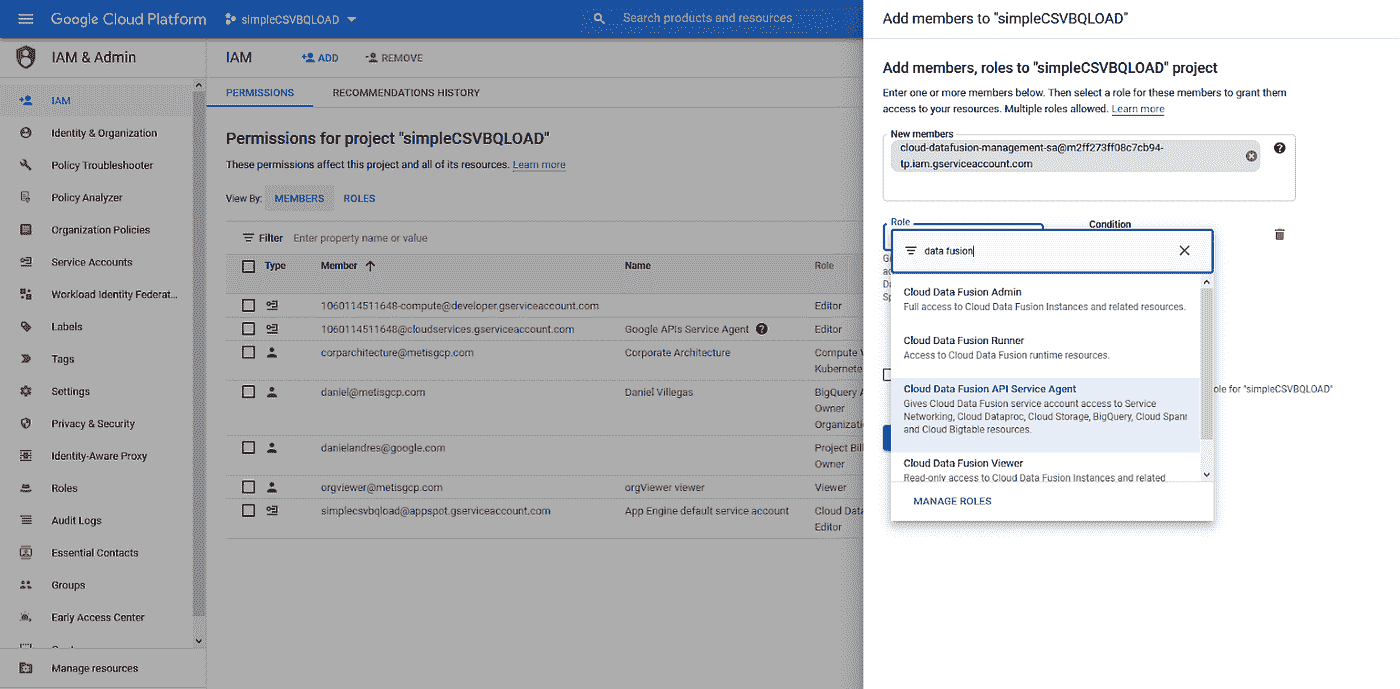 Google Cloud Platform
simpleCSVBQLOAD
Search products and resources
IAM & Admin
IAM
Identity & Organization
Policy Troubleshooter
Policy Analyzer
Organization Policies
Service Accounts
Workload Identity Federat...
Labels
Tags
Settings
Privacy & Security
Identity-Aware Proxy
Roles
Audit Logs
Essential Contacts
Groups
Early Access Center
Manage resources
IAM
ADD
REMOVE
PERMISSIONS
RECOMMENDATIONS HISTORY
Permissions for project "simpleCSVBQLOAD"
These permissions affect this project and all of its resources. Learn more
View By: MEMBERS ROLES
Filter Enter property name or value
Type Member Name Role
1060114511648-compute@developer.gserviceaccount.com Editor
1060114511648@cloudservices.gserviceaccount.com Google APIs Service Agent Editor
corparchitecture@metisgcp.com Corporate Architecture Compute
Kubernete
daniel@metisgcp.com Daniel Villegas BigQuery A
Owner
Organizati
danielandres@google.com Project Bill
Owner
orgviewer@metisgcp.com orgViewer viewer Viewer
simplecsvbqload@appspot.gserviceaccount.com App Engine default service account Cloud Data
Editor
Add members to "simpleCSVBQLOAD"
Add members, roles to "simpleCSVBQLOAD" project
Enter one or more members below. Then select a role for these members to grant them
access to your resources. Multiple roles allowed. Learn more
New members
cloud-datafusion-management-sa@m2ff273ff08c7cb94-
tp.iam.gserviceaccount.com
Role
Condition
data fusion
Cloud Data Fusion Admin
Full access to Cloud Data Fusion Instances and related resources.
Cloud Data Fusion Runner
Access to Cloud Data Fusion runtime resources.
Cloud Data Fusion API Service Agent
Gives Cloud Data Fusion service account access to Service
Networking, Cloud Dataproc, Cloud Storage, BigQuery, Cloud Spanr
and Cloud Bigtable resources.
ole for "simpleCSVBQLOAD"
Cloud Data Fusion Viewer
Read-only access to Cloud Data Fusion Instances and related
MANAGE ROLES